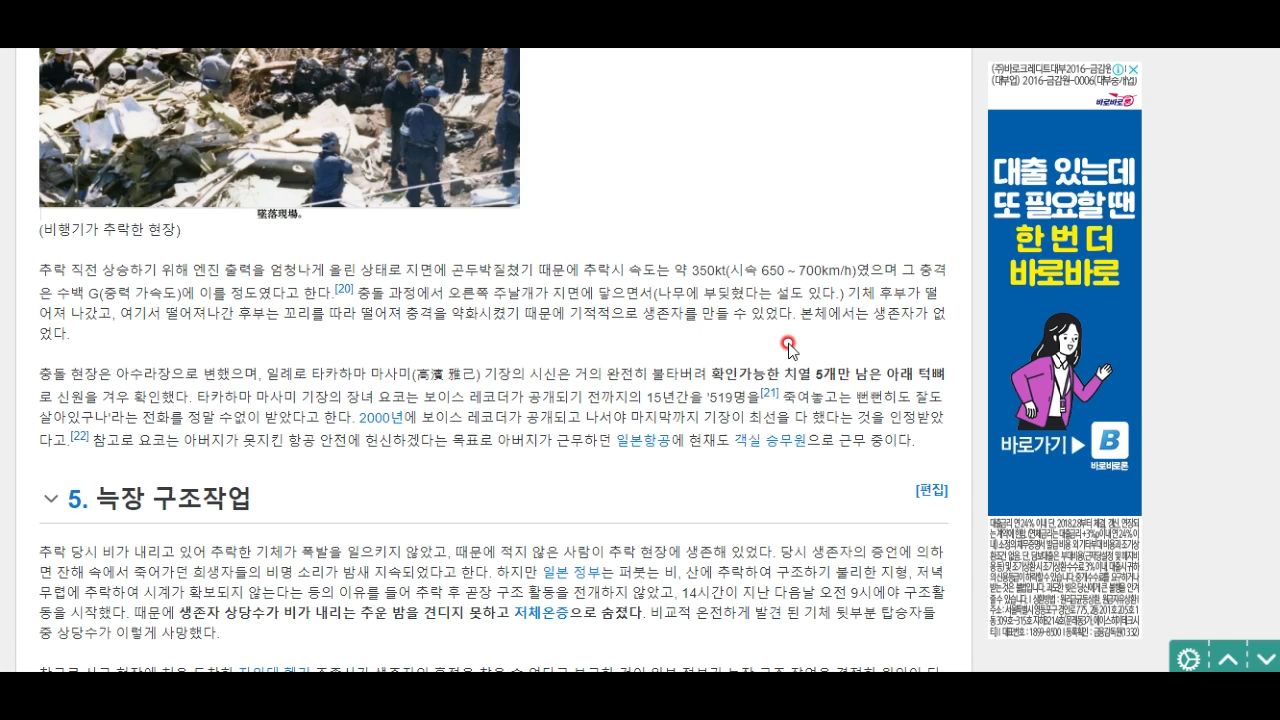 墜落現場。
(비행기가 추락한 현장)
추락 직전 상승하기 위해 엔진 출력을 엄청나게 올린 상태로 지면에 곤두박질쳤기 때문에 추락시 속도는 약 350kt(시속 650 ~ 700km/h)였으며 그 충격
은 수백 G(중력 가속도)에 이를 정도였다고 한다.[20] 충돌 과정에서 오른쪽 주날개가 지면에 닿으면서(나무에 부딪혔다는 설도 있다.) 기체 후부가 떨
어져 나갔고, 여기서 떨어져나간 후부는 꼬리를 따라 떨어져 충격을 약화시켰기 때문에 기적적으로 생존자를 만들 수 있었다. 본체에서는 생존자가 없
었다.
충돌 현장은 아수라장으로 변했으며, 일례로 타카하마 마사미(高濱 雅己) 기장의 시신은 거의 완전히 불타버려 확인가능한 치열 5개만 남은 아래 턱뼈
로 신원을 겨우 확인했다. 타카하마 마사미 기장의 장녀 요코는 보이스 레코더가 공개되기 전까지의 15년간을 '519명을[21] 죽여놓고는 뻔뻔히도 잘도
살아있구나'라는 전화를 정말 수없이 받았다고 한다. 2000년에 보이스 레코더가 공개되고 나서야 마지막까지 기장이 최선을 다 했다는 것을 인정받았
다고.[22] 참고로 요코는 아버지가 못지킨 항공 안전에 헌신하겠다는 목표로 아버지가 근무하던 일본항공에 현재도 객실 승무원으로 근무 중이다.
5. 늑장 구조작업
[편집]
추락 당시 비가 내리고 있어 추락한 기체가 폭발을 일으키지 않았고, 때문에 적지 않은 사람이 추락 현장에 생존해 있었다. 당시 생존자의 증언에 의하
면 잔해 속에서 죽어가던 희생자들의 비명 소리가 밤새 지속되었다고 한다. 하지만 일본 정부는 퍼붓는 비, 산에 추락하여 구조하기 불리한 지형, 저녁
무렵에 추락하여 시계가 확보되지 않는다는 등의 이유를 들어 추락 후 곧장 구조 활동을 전개하지 않았고, 14시간이 지난 다음날 오전 9시에야 구조활
동을 시작했다. 때문에 생존자 상당수가 비가 내리는 추운 밤을 견디지 못하고 저체온증으로 숨졌다. 비교적 온전하게 발견 된 기체 뒷부분 탑승자들
중 상당수가 이렇게 사망했다.
(주)바로크레디트대부2016-금감원
(대부업) 2016-금감원-0006(대부중개업)
바로바로론
대출 있는데
또 필요할 땐
한 번 더
바로바로
바로가기 ▶ B
바로바로론